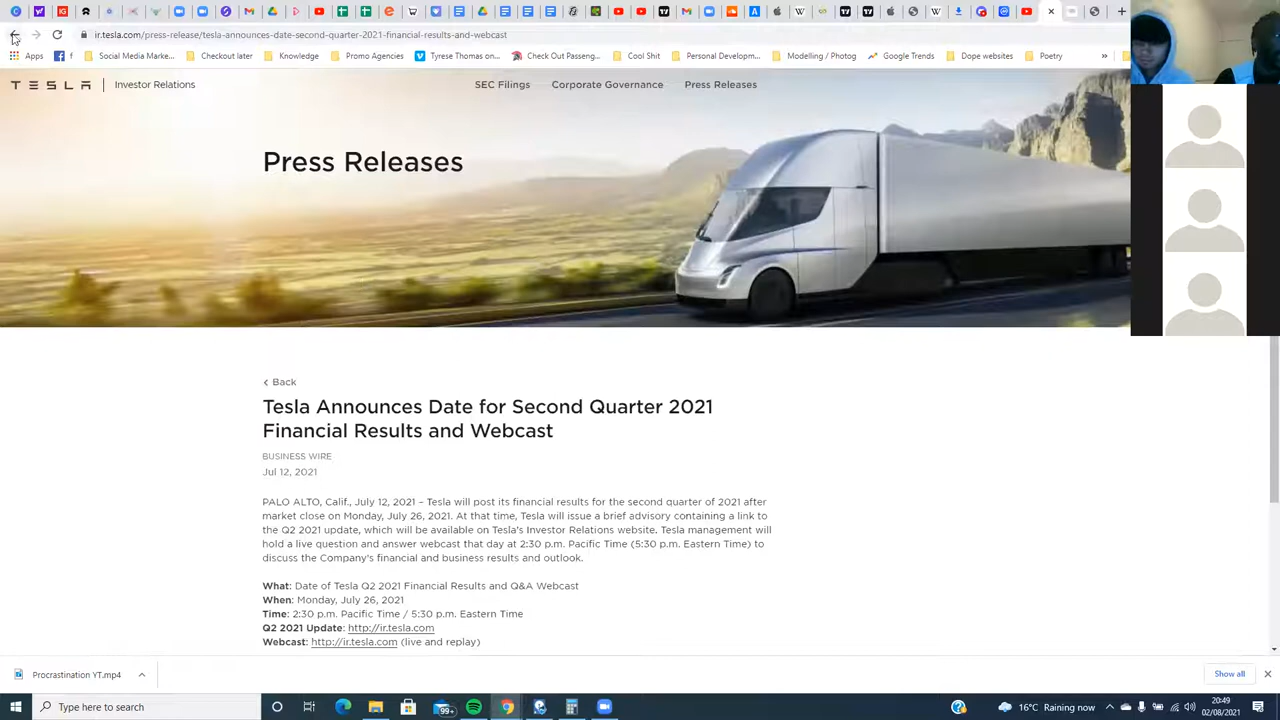 ir.tesla.com/press-release/tesla-announces-date-second-quarter-2021-financial-results-and-webcast
Apps
f
Social Media Marke...
Checkout later
Knowledge
Promo Agencies
Tyrese Thomas on...
Check Out Passeng...
Cool Shit
Personal Developm...
Modelling / Photog
Google Trends
Dope websites
Poetry
»
TESLA
Investor Relations
SEC Filings
Corporate Governance
Press Releases
Press Releases
Back
Tesla Announces Date for Second Quarter 2021
Financial Results and Webcast
BUSINESS WIRE
Jul 12, 2021
PALO ALTO, Calif., July 12, 2021 – Tesla will post its financial results for the second quarter of 2021 after
market close on Monday, July 26, 2021. At that time, Tesla will issue a brief advisory containing a link to
the Q2 2021 update, which will be available on Tesla's Investor Relations website. Tesla management will
hold a live question and answer webcast that day at 2:30 p.m. Pacific Time (5:30 p.m. Eastern Time) to
discuss the Company's financial and business results and outlook.
What: Date of Tesla Q2 2021 Financial Results and Q&A Webcast
When: Monday, July 26, 2021
Time: 2:30 p.m. Pacific Time / 5:30 p.m. Eastern Time
Q2 2021 Update: http://ir.tesla.com
Webcast: http://ir.tesla.com (live and replay)
Procrastination YT.mp4
Show all
Type here to search
99+
16°C Raining now
20:49
02/08/2021